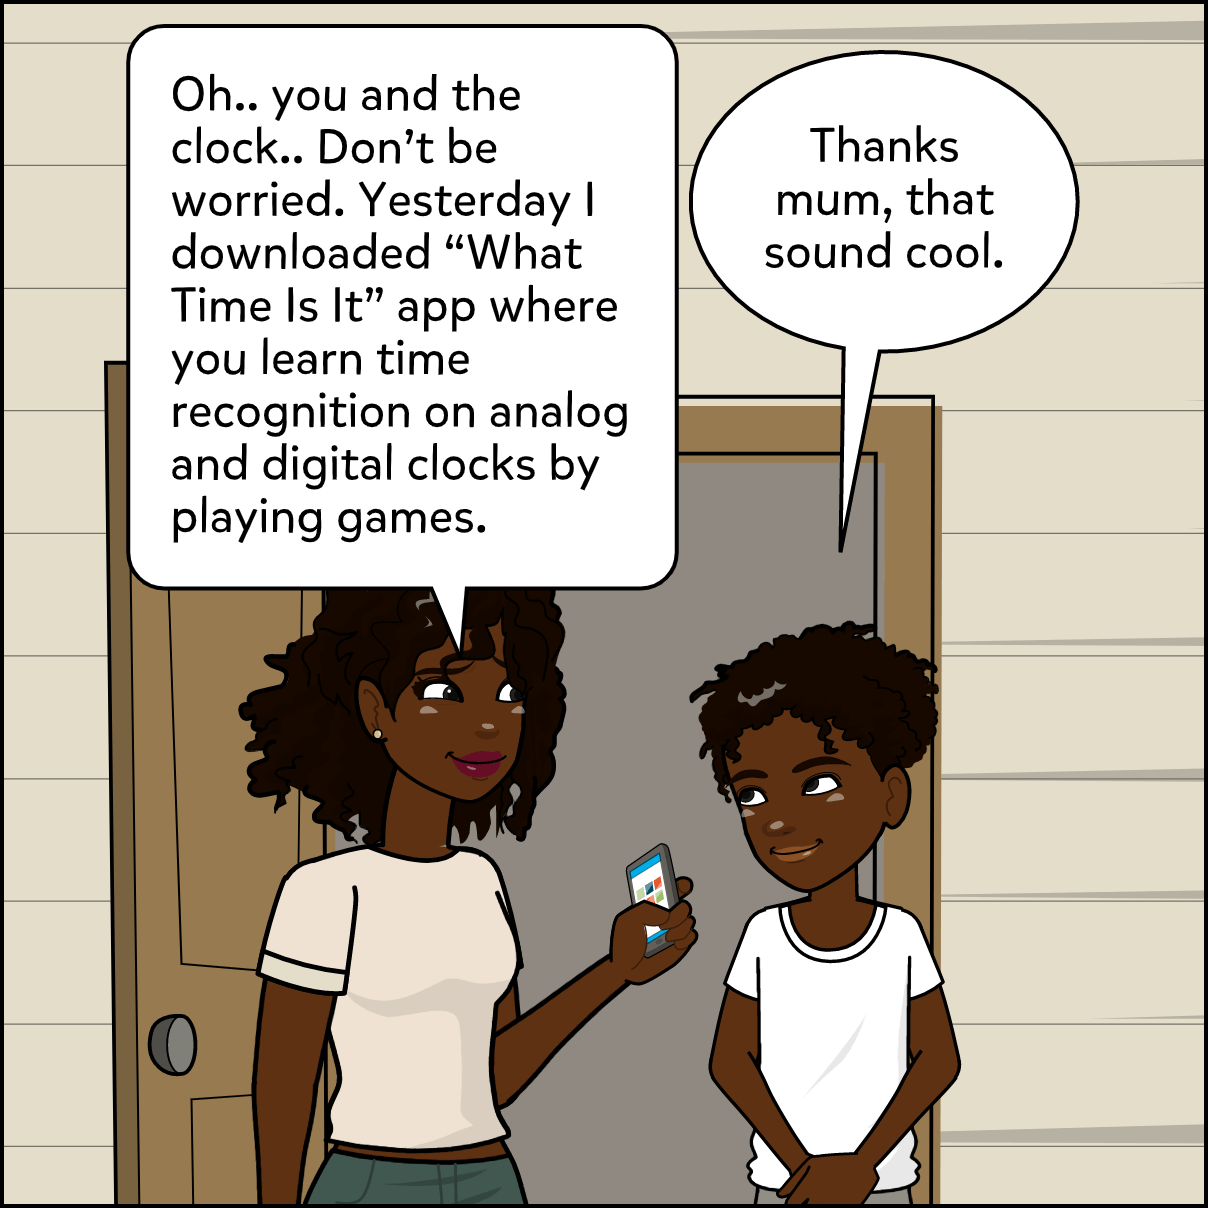 Oh.. you and the
clock.. Don’t be
worried. Yesterday I
downloaded “What
Time Is It” app where
you learn time
recognition on analog
and digital clocks by
playing games.
Thanks
mum, that
sound cool.